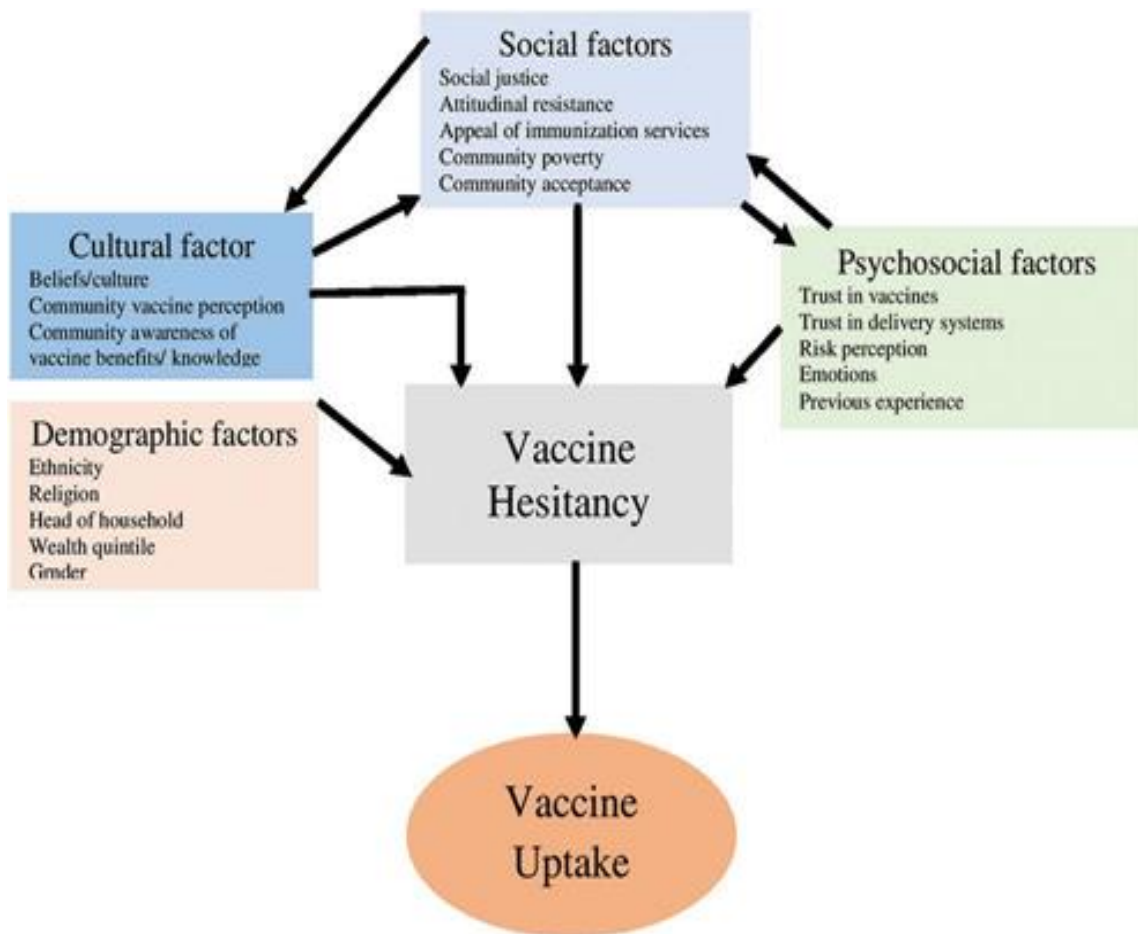 Social factors
Social justice
Attitudinal resistance
Appeal of immunization services
Community poverty
Community acceptance
Cultural factor
Beliefs/culture
Community vaccine perception
Community awareness of
vaccine benefits/ knowledge
Psychosocial factors
Trust in vaccines
Trust in delivery systems
Risk perception
Emotions
Previous experience
Demographic factors
Ethnicity
Religion
Head of household
Wealth quintile
Grnder
Vaccine
Hesitancy
Vaccine
Uptake